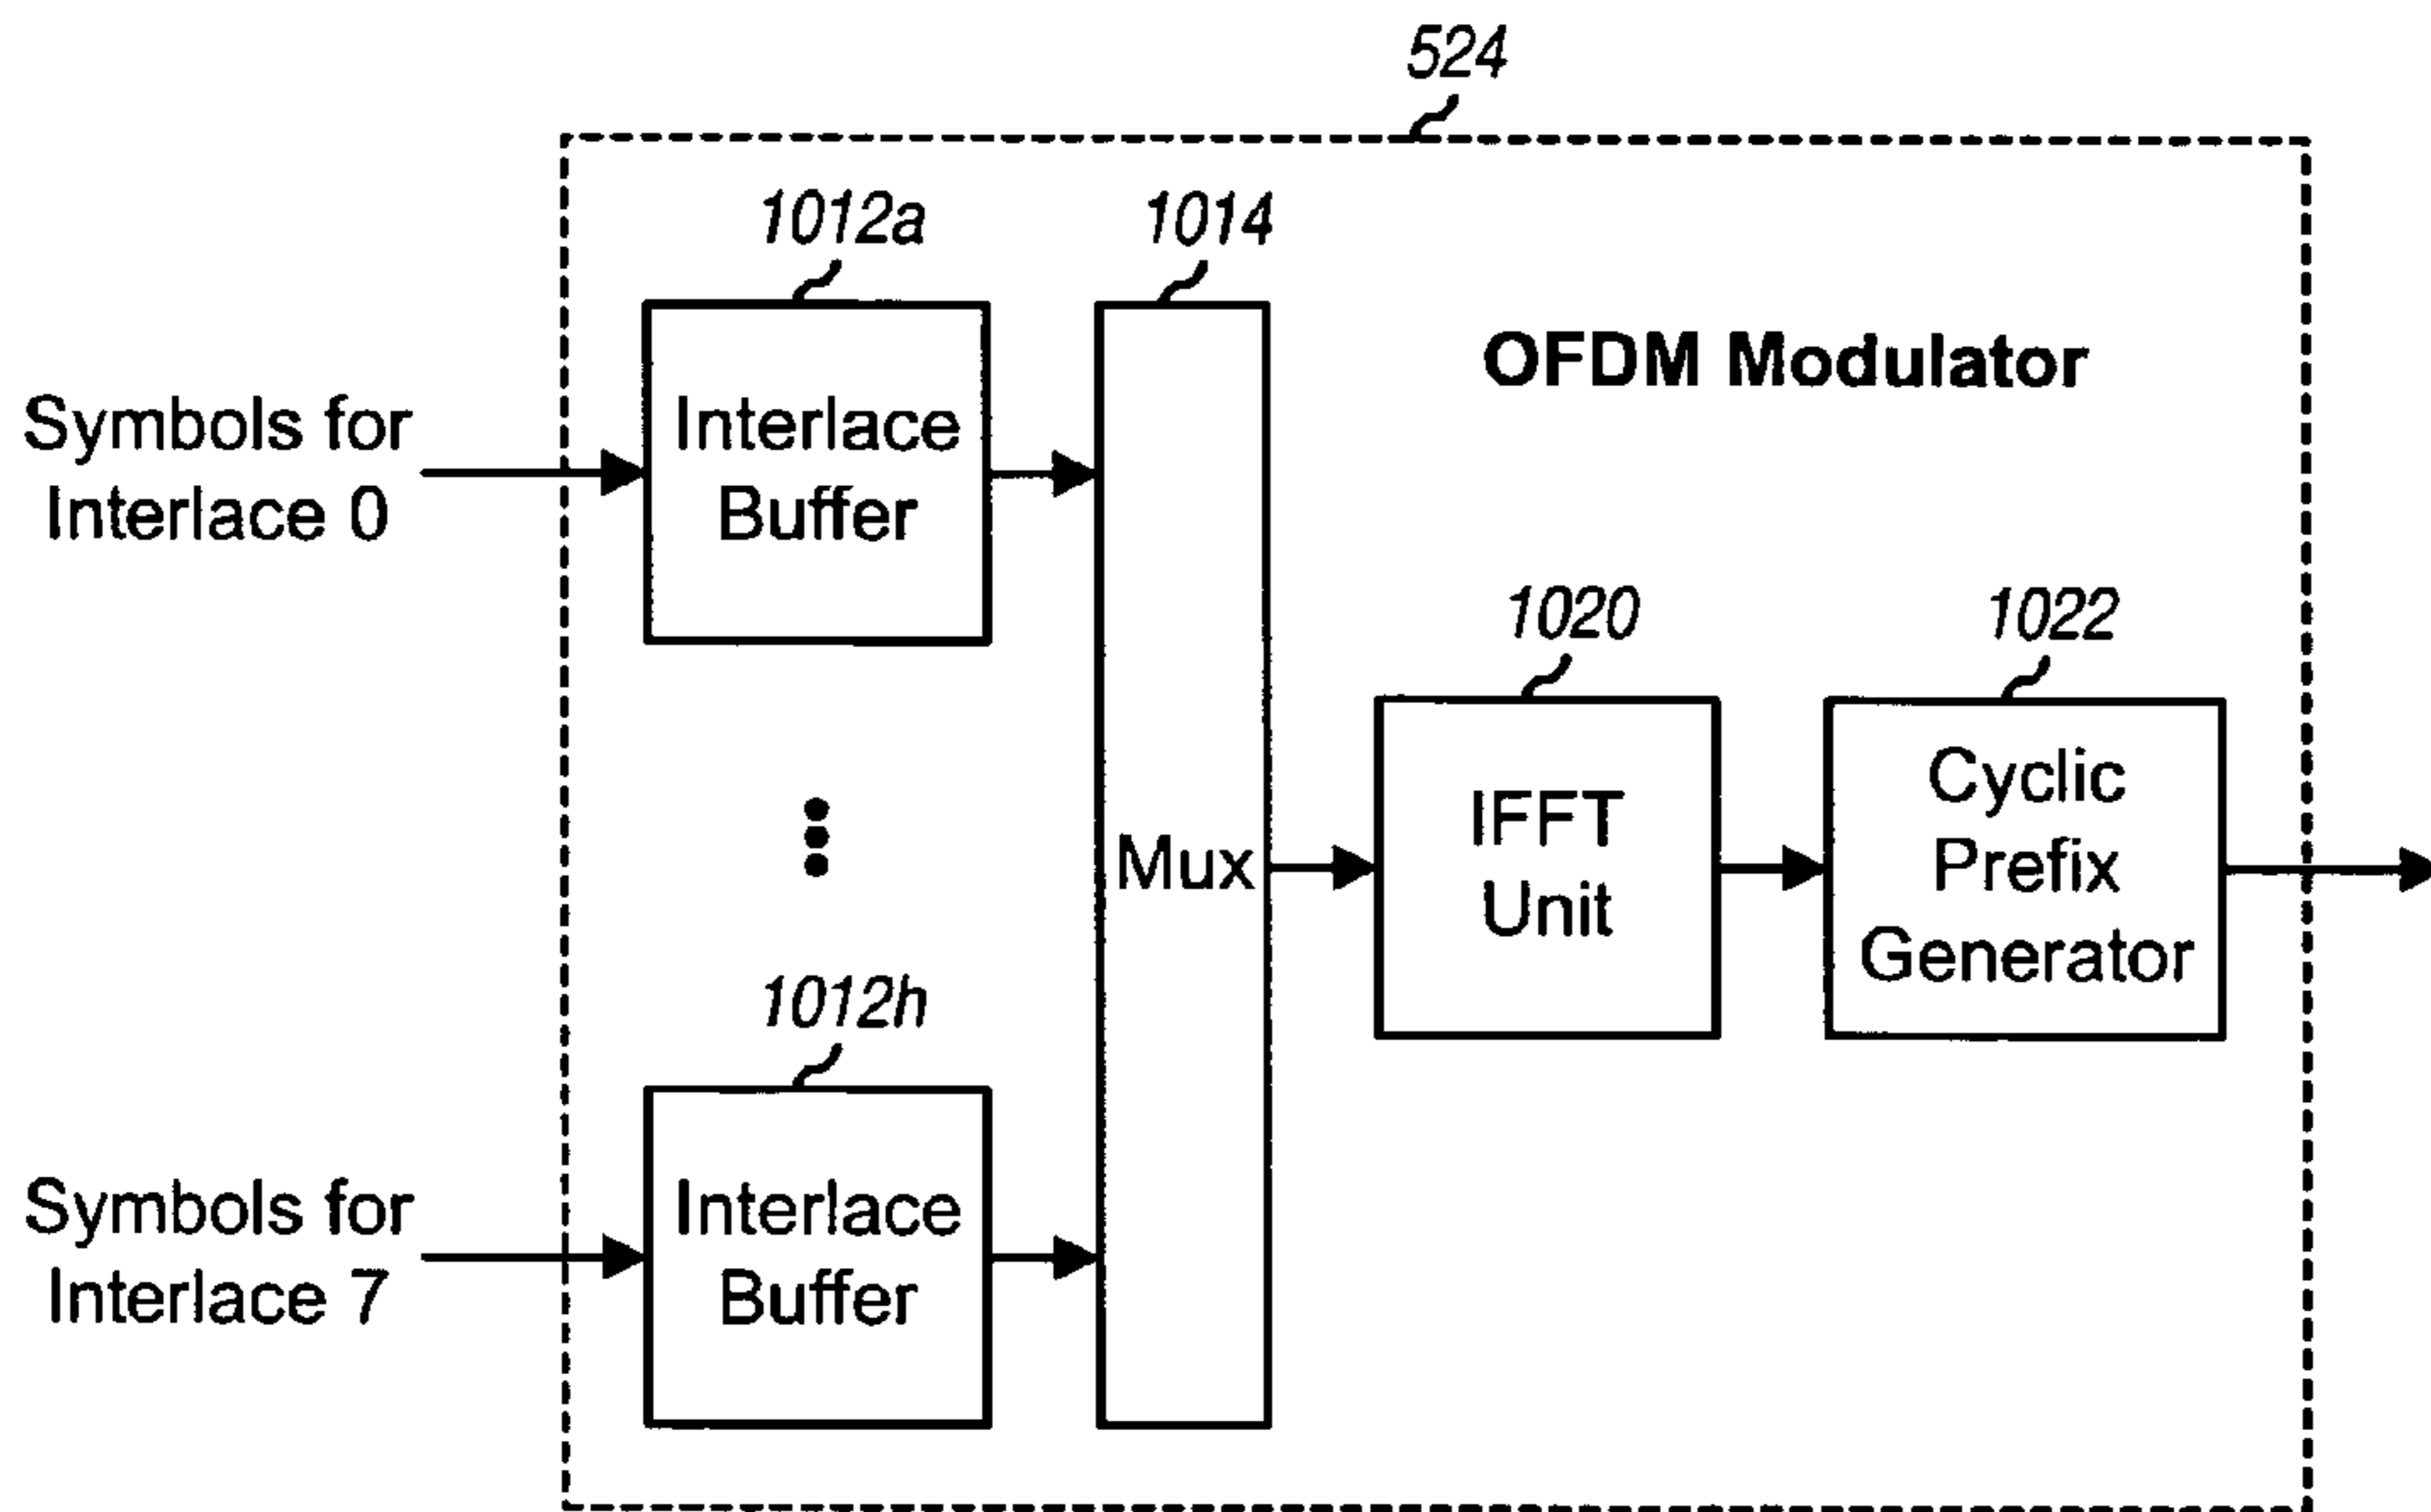 524
1012a
1014
OFDM Modulator
Symbols for
Interlace 0
Interlace
Buffer
1020
1022
Mux
IFFT
Unit
Cyclic
Prefix
Generator
1012h
Symbols for
Interlace 7
Interlace
Buffer